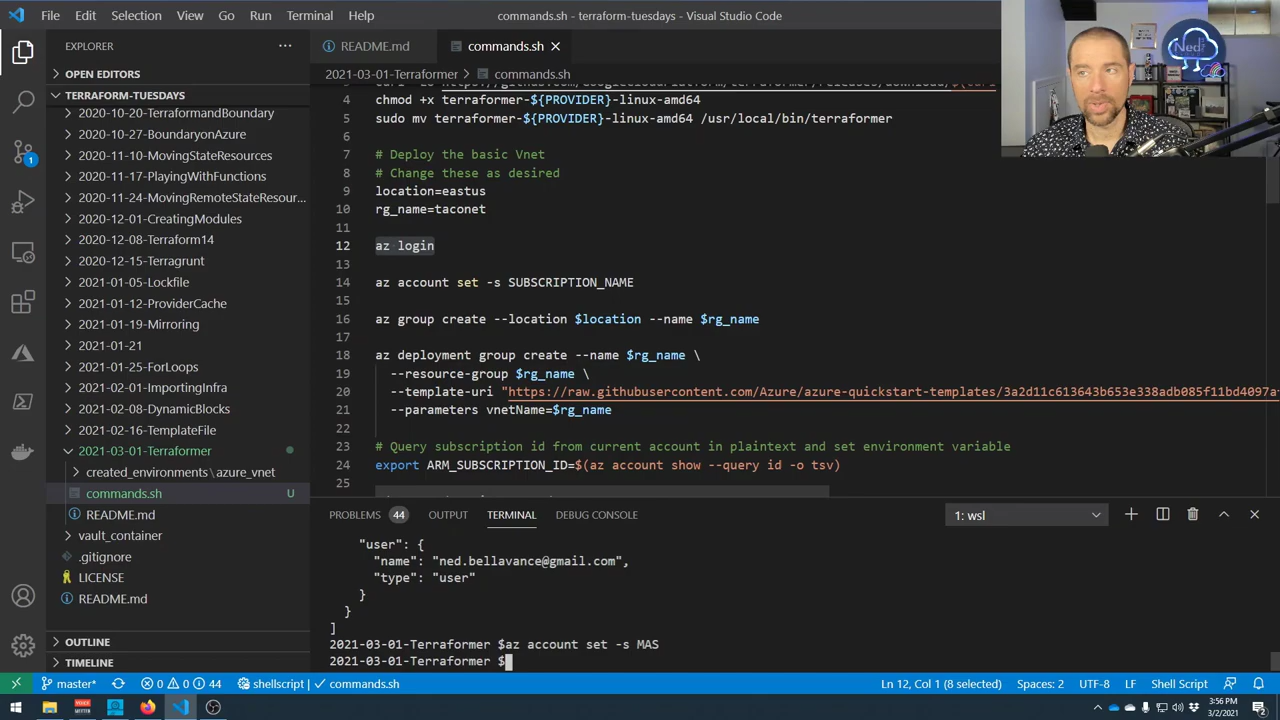 File Edit Selection View Go Run Terminal Help
commands.sh - terraform-tuesdays - Visual Studio Code
EXPLORER
OPEN EDITORS
TERRAFORM-TUESDAYS
2020-10-20-TerraformandBoundary
2020-10-27-BoundaryonAzure
2020-11-10-MovingStateResources
2020-11-17-PlayingWithFunctions
2020-11-24-MovingRemoteStateResour...
2020-12-01-CreatingModules
2020-12-08-Terraform14
2020-12-15-Terragrunt
2021-01-05-Lockfile
2021-01-12-ProviderCache
2021-01-19-Mirroring
2021-01-21
2021-01-25-ForLoops
2021-02-01-ImportingInfra
2021-02-08-DynamicBlocks
2021-02-16-TemplateFile
2021-03-01-Terraformer
created_environments\azure_vnet
commands.sh U
README.md
vault_container
.gitignore
LICENSE
README.md
OUTLINE
TIMELINE
1
README.md
commands.sh
2021-03-01-Terraformer > commands.sh
4 chmod +x terraformer-${PROVIDER}-linux-amd64
5 sudo mv terraformer-${PROVIDER}-linux-amd64 /usr/local/bin/terraformer
6
7 # Deploy the basic Vnet
8 # Change these as desired
9 location=eastus
10 rg_name=taconet
11
12 az login
13
14 az account set -s SUBSCRIPTION_NAME
15
16 az group create --location $location --name $rg_name
17
18 az deployment group create --name $rg_name \
19 --resource-group $rg_name \
20 --template-uri "https://raw.githubusercontent.com/Azure/azure-quickstart-templates/3a2d11c613643b653e338adb085f11bd4097a
21 --parameters vnetName=$rg_name
22
23 # Query subscription id from current account in plaintext and set environment variable
24 export ARM_SUBSCRIPTION_ID=$(az account show --query id -o tsv)
25
PROBLEMS 44 OUTPUT TERMINAL DEBUG CONSOLE 1: wsl
"user": {
"name": "ned.bellavance@gmail.com",
"type": "user"
}
}
]
2021-03-01-Terraformer $az account set -s MAS
2021-03-01-Terraformer $
master* 0 0 44 shellscript commands.sh Ln 12, Col 1 (8 selected) Spaces: 2 UTF-8 LF Shell Script
3:56 PM
3/2/2021
2